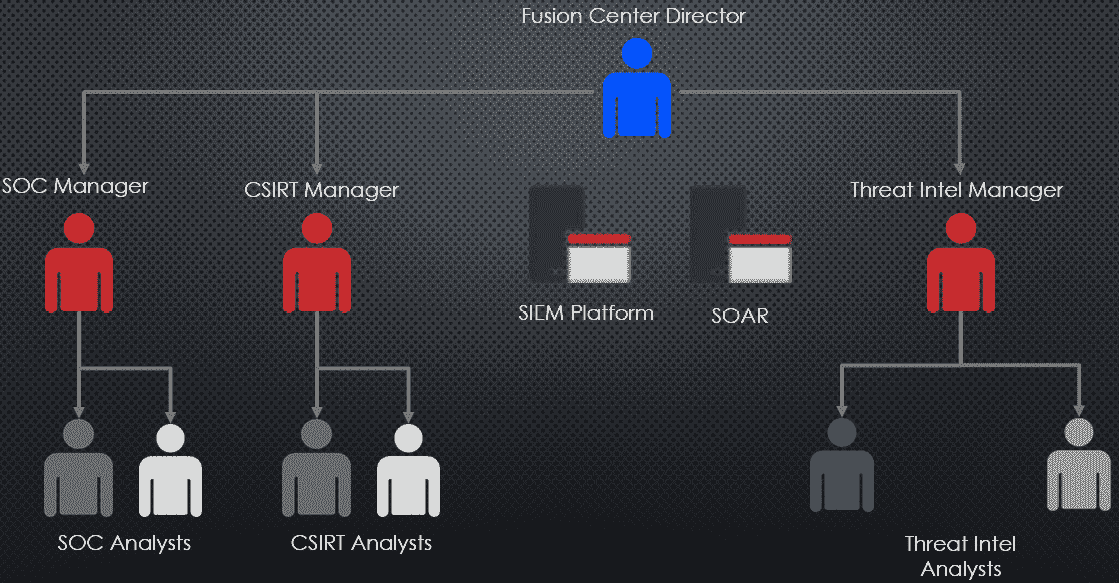 Fusion Center Director
SOC Manager
CSIRT Manager
Threat Intel Manager
SIEM Platform
SOAR
SOC Analysts
CSIRT Analysts
Threat Intel
Analysts